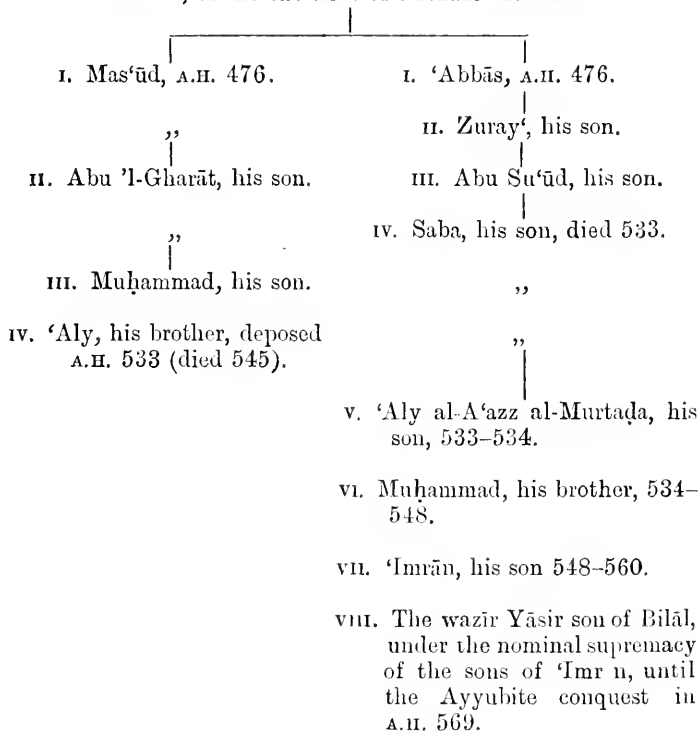 I. Mas‘ūd, A.H. 476.
„
II. Abu ’l-Gharāt, his son.
„
III. Muḥammad, his son.
IV. ‘Aly, his brother, deposed
A.H. 533 (died 545).
I. ‘Abbās, A.H. 476.
II. Zuray‘, his son.
III. Abu Su‘ūd, his son.
IV. Saba, his son, died 533.
„
„
V. ‘Aly al-A‘azz al-Murtaḍa, his
son, 533–534.
VI. Muḥammad, his brother, 534–
548.
VII. ‘Imrān, his son 548–560.
VIII. The wazīr Yāsir son of Bilāl,
under the nominal supremacy
of the sons of ‘Imr n, until
the Ayyubite conquest in
A.H. 569.